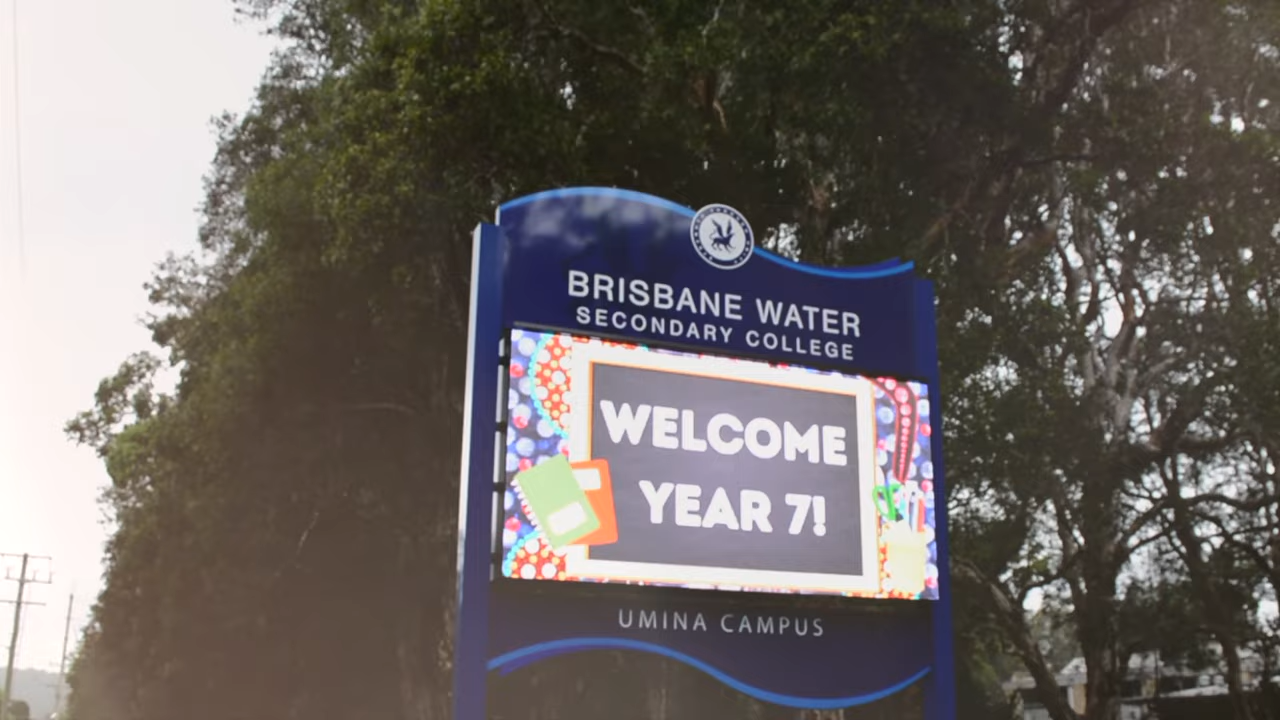 BRISBANE WATER
SECONDARY COLLEGE
WELCOME
YEAR 7!
UMINA CAMPUS